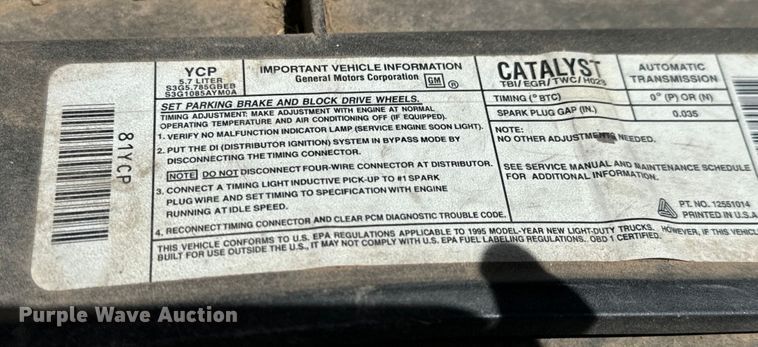 YCP
5.7 LITER
S3G5.785GBEB
S3G1085AYM0A
IMPORTANT VEHICLE INFORMATION
General Motors Corporation GM ®
CATALYST
TBI/EGR/TWC/HO2S
AUTOMATIC
TRANSMISSION
TIMING (° BTC) 0° (P) OR (N)
SPARK PLUG GAP (IN.) 0.035
SET PARKING BRAKE AND BLOCK DRIVE WHEELS.
TIMING ADJUSTMENT: MAKE ADJUSTMENT WITH ENGINE AT NORMAL
OPERATING TEMPERATURE AND AIR CONDITIONING OFF (IF EQUIPPED).
1. VERIFY NO MALFUNCTION INDICATOR LAMP (SERVICE ENGINE SOON LIGHT).
2. PUT THE DI (DISTRIBUTOR IGNITION) SYSTEM IN BYPASS MODE BY
DISCONNECTING THE TIMING CONNECTOR.
NOTE DO NOT DISCONNECT FOUR-WIRE CONNECTOR AT DISTRIBUTOR.
3. CONNECT A TIMING LIGHT INDUCTIVE PICK-UP TO #1 SPARK
PLUG WIRE AND SET TIMING TO SPECIFICATION WITH ENGINE
RUNNING AT IDLE SPEED.
4. RECONNECT TIMING CONNECTOR AND CLEAR PCM DIAGNOSTIC TROUBLE CODE.
NOTE:
NO OTHER ADJUSTMENTS NEEDED.
SEE SERVICE MANUAL AND MAINTENANCE SCHEDULE
FOR ADDITIONAL INFORMATION.
PT. NO. 12551014
PRINTED IN U.S.A
THIS VEHICLE CONFORMS TO U.S. EPA REGULATIONS APPLICABLE TO 1995 MODEL-YEAR NEW LIGHT-DUTY TRUCKS. HOWEVER, IF THIS VEHICL
BUILT FOR USE OUTSIDE THE U.S., IT MAY NOT COMPLY WITH U.S. EPA FUEL LABELING REGULATIONS. OBD 1 CERTIFIED.
81YCP
Purple Wave Auction